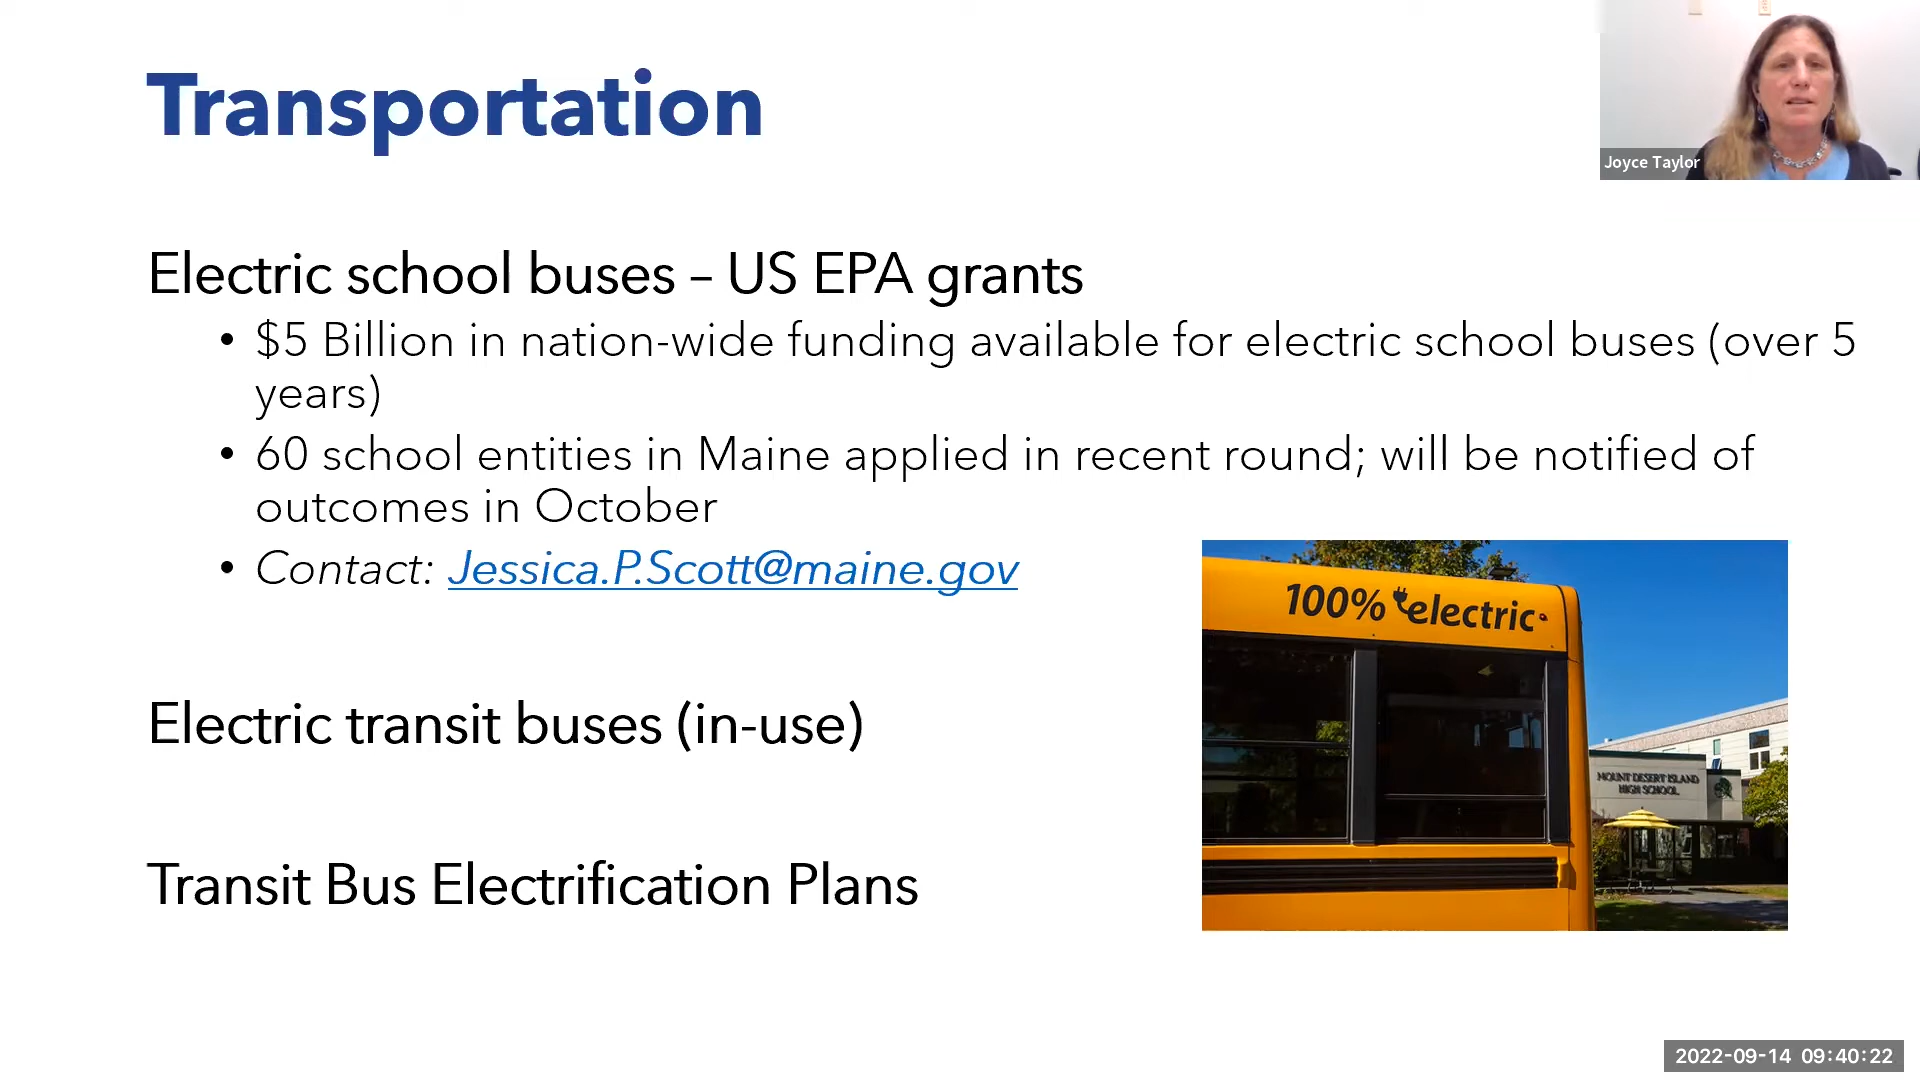 Transportation
Joyce Taylor
Electric school buses – US EPA grants
• $5 Billion in nation-wide funding available for electric school buses (over 5
years)
• 60 school entities in Maine applied in recent round; will be notified of
outcomes in October
• Contact: Jessica.P.Scott@maine.gov
100% electric
MOUNT DESERT ISLAND
HIGH SCHOOL
Electric transit buses (in-use)
Transit Bus Electrification Plans
2022-09-14 09:40:22